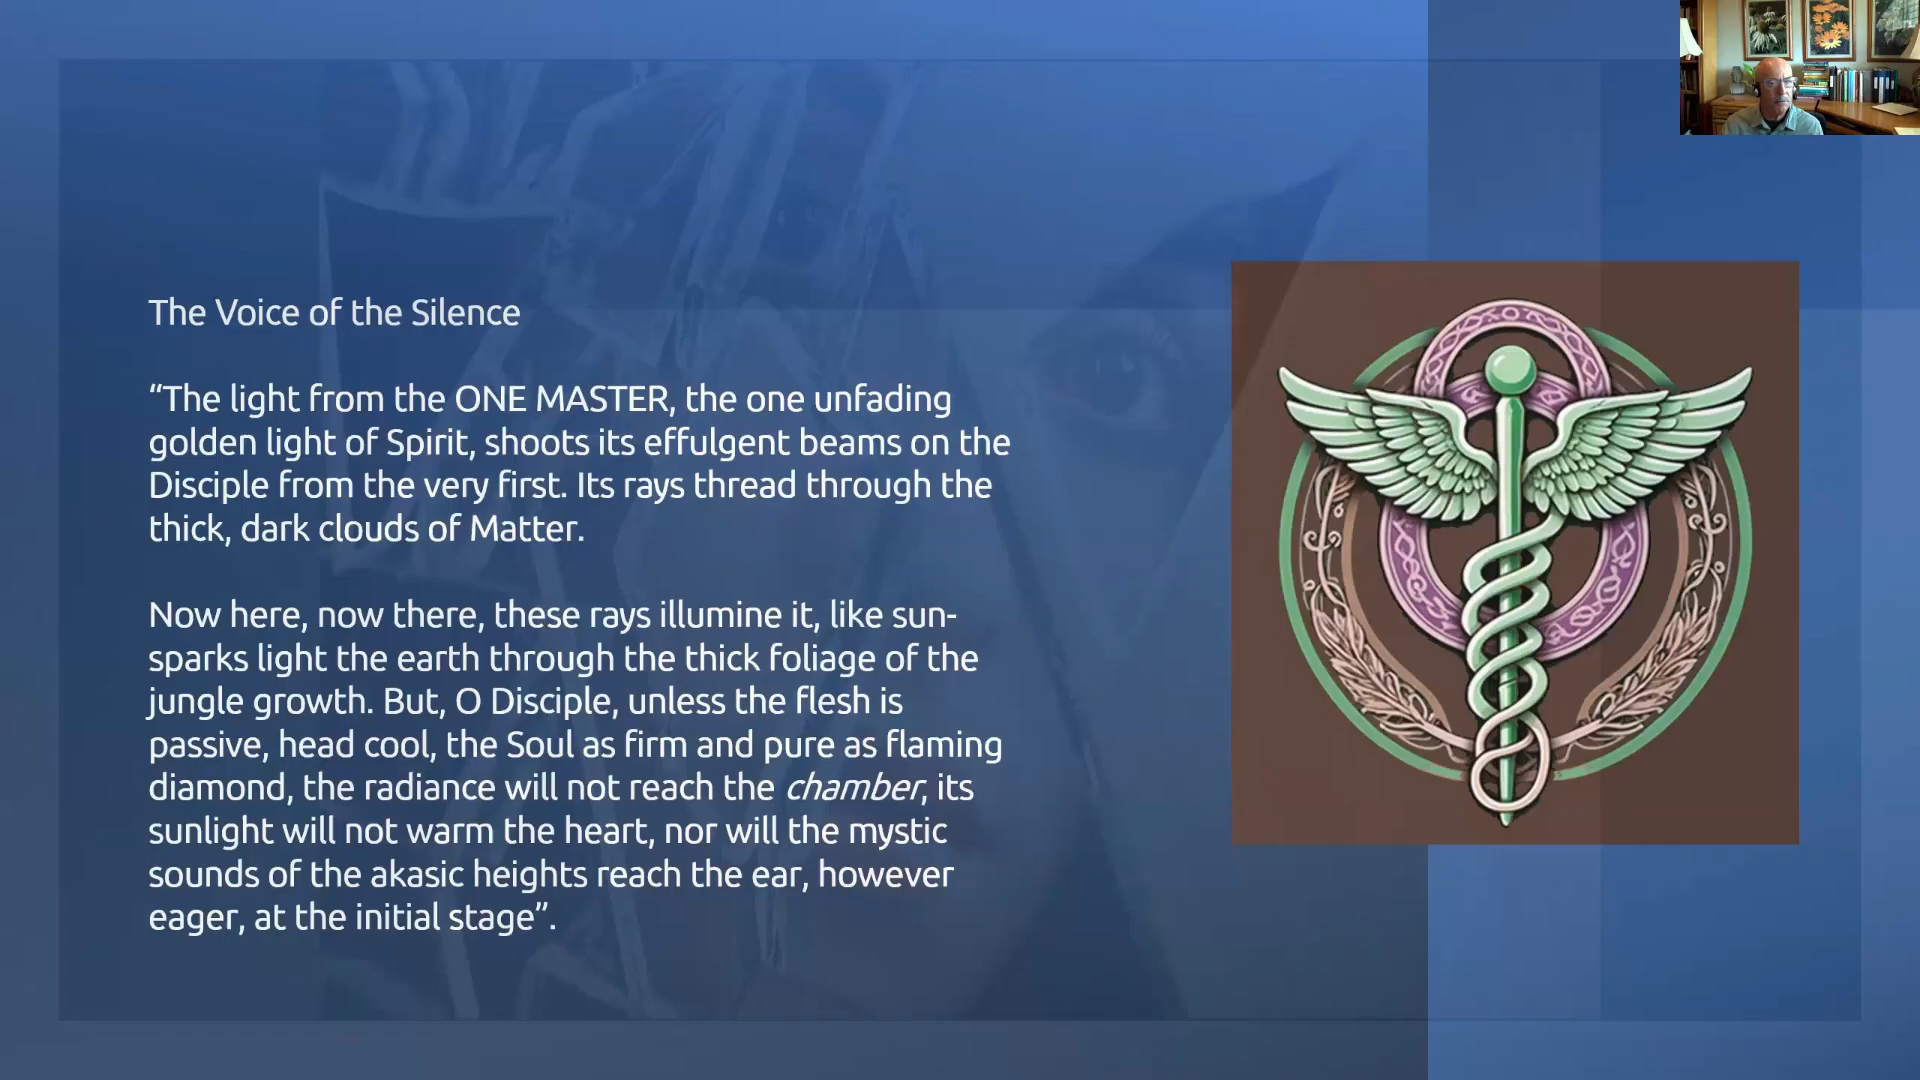 The Voice of the Silence
“The light from the ONE MASTER, the one unfading
golden light of Spirit, shoots its effulgent beams on the
Disciple from the very first. Its rays thread through the
thick, dark clouds of Matter.
Now here, now there, these rays illumine it, like sun-
sparks light the earth through the thick foliage of the
jungle growth. But, O Disciple, unless the flesh is
passive, head cool, the Soul as firm and pure as flaming
diamond, the radiance will not reach the chamber, its
sunlight will not warm the heart, nor will the mystic
sounds of the akasic heights reach the ear, however
eager, at the initial stage”.